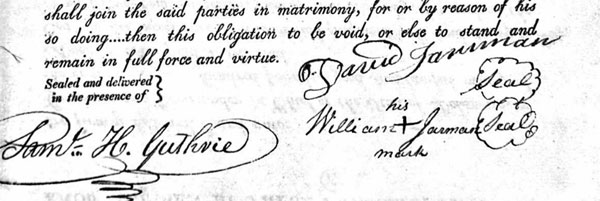 shall join the said parties in matrimony, for or by reason of his
so doing....then this obligation to be void, or else to stand and
remain in full force and virtue.
Sealed and delivered
in the presence of
David Jarman
Seal
his
William + Jarman Seal
mark
Saml. H. Guthrie